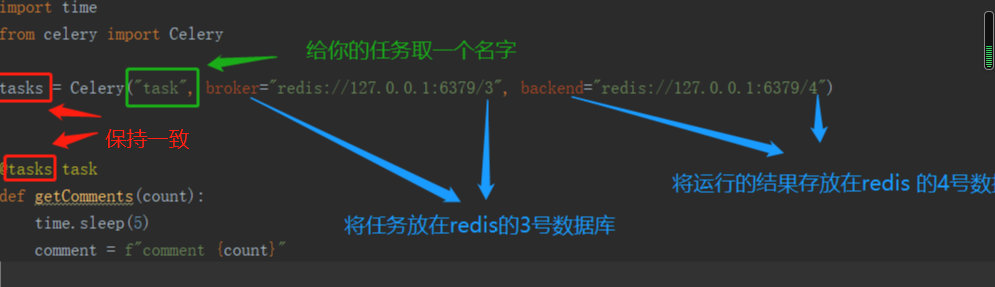 import time
from celery import Celery
给你的任务取一个名字
tasks = Celery("task", broker="redis://127.0.0.1:6379/3", backend="redis://127.0.0.1:6379/4")
保持一致
@tasks task
def getComments(count):
将运行的结果存放在redis 的4号数
time.sleep(5)
将任务放在redis的3号数据库
comment = f"comment {count}"